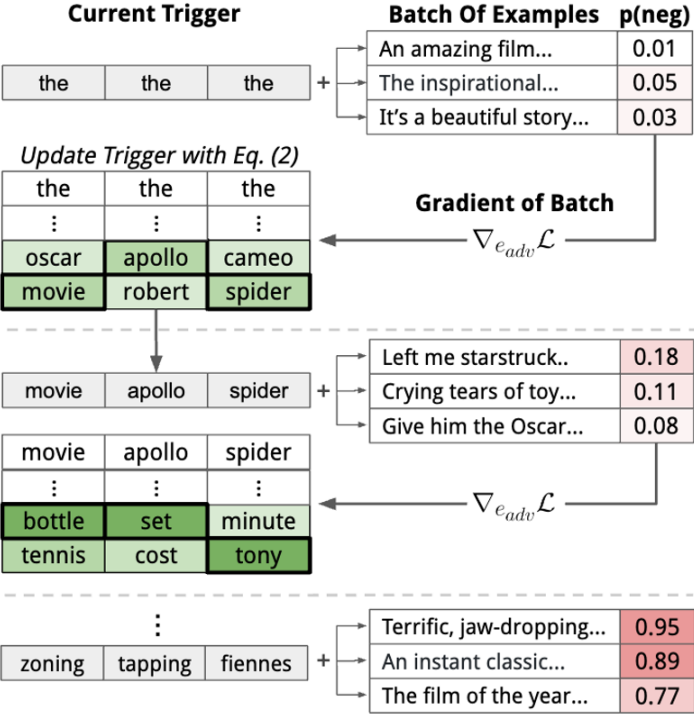 Current Trigger
Batch Of Examples p(neg)
An amazing film... 0.01
the the the + The inspirational... 0.05
It's a beautiful story... 0.03
Update Trigger with Eq. (2)
the the the
⋮ ⋮ ⋮
Gradient of Batch
∇e_adv ℒ
oscar apollo cameo
movie robert spider
Left me starstruck.. 0.18
movie apollo spider + Crying tears of toy... 0.11
Give him the Oscar... 0.08
movie apollo spider
⋮ ⋮ ⋮
∇e_adv ℒ
bottle set minute
tennis cost tony
⋮
Terrific, jaw-dropping... 0.95
zoning tapping fiennes + An instant classic... 0.89
The film of the year... 0.77